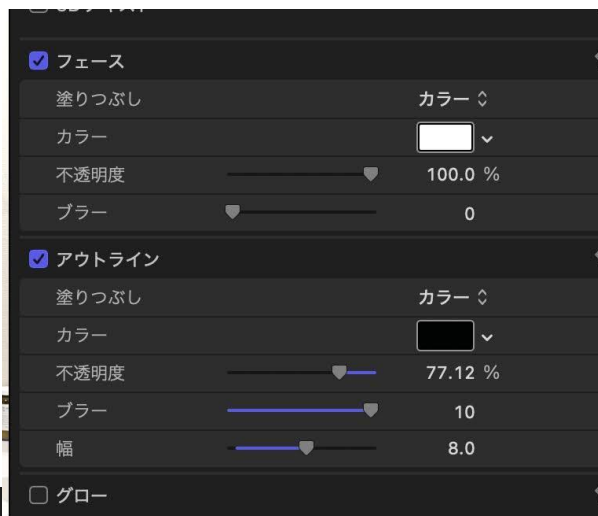 フェース
塗りつぶし カラー
カラー
不透明度 100.0 %
ブラー 0
アウトライン
塗りつぶし カラー
カラー
不透明度 77.12 %
ブラー 10
幅 8.0
グロー